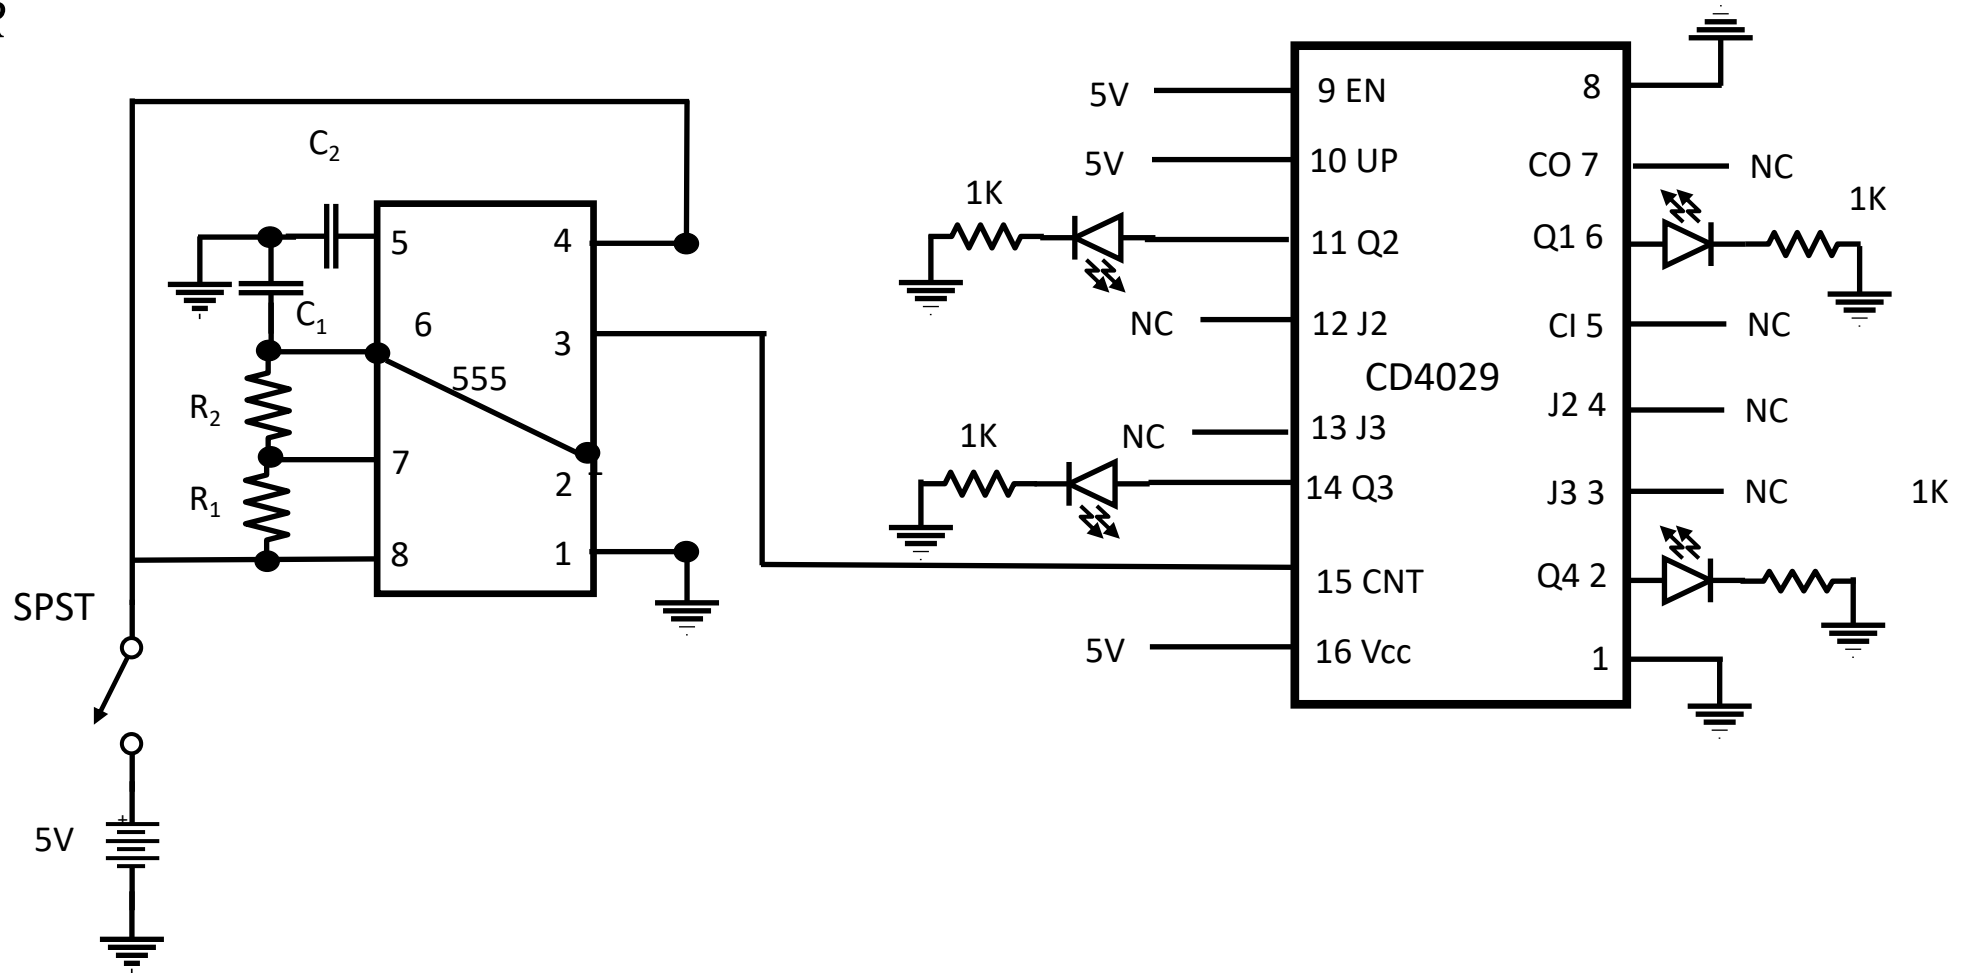 R
C₂
5
4
C₁
6
3
555
R₂
7
2
R₁
8
1
SPST
+
5V
5V
9 EN
8
5V
10 UP
CO 7
NC
1K
11 Q2
Q1 6
1K
NC
12 J2
CI 5
NC
CD4029
J2 4
NC
1K
NC
13 J3
14 Q3
J3 3
NC
1K
15 CNT
Q4 2
5V
16 Vcc
1